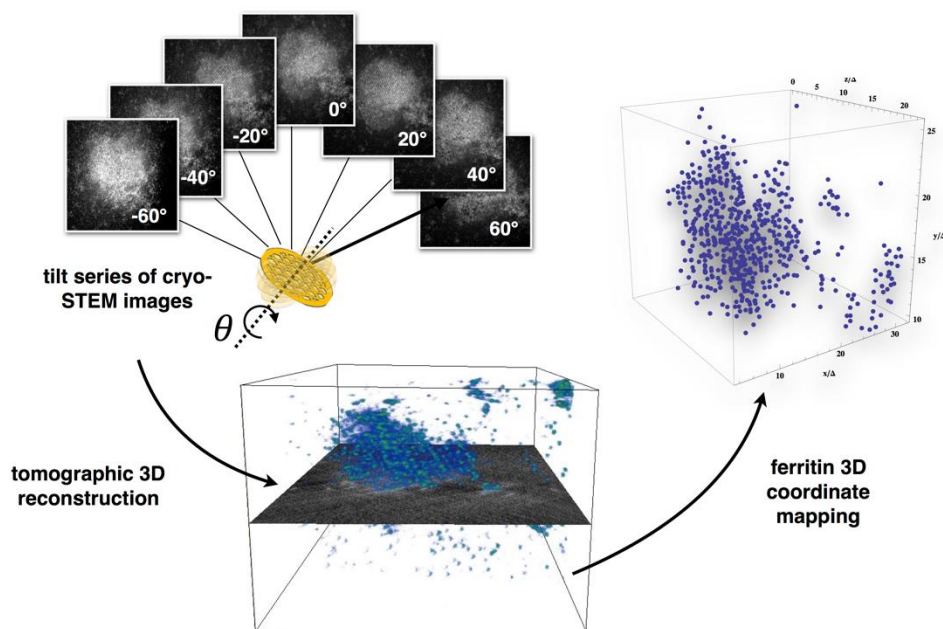 -60°
-40°
-20°
0°
20°
40°
60°
tilt series of cryo-
STEM images
θ
tomographic 3D
reconstruction
ferritin 3D
coordinate
mapping
z/Δ
0
5
10
15
20
25
20
y/Δ
15
10
x/Δ
10
20
30